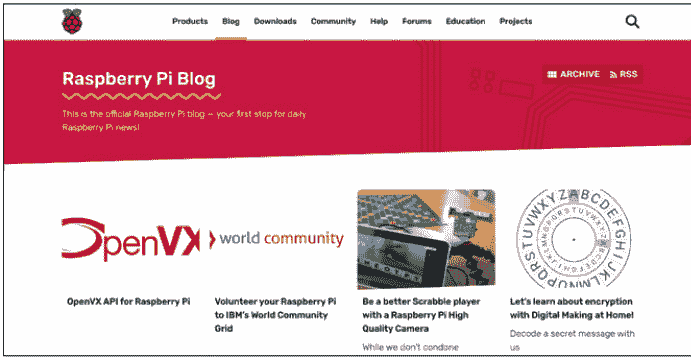 Products Blog Downloads Community Help Forums Education Projects
Raspberry Pi Blog
ARCHIVE RSS
This is the official Raspberry Pi blog – your first stop for daily
Raspberry Pi news!
OpenVX
world community
ABCDEFGHIJKLMNOPQRSTUVWXYZ
OpenVX API for Raspberry Pi
Volunteer your Raspberry Pi
to IBM's World Community
Grid
Be a better Scrabble player
with a Raspberry Pi High
Quality Camera
While we don't condone
Let's learn about encryption
with Digital Making at Home!
Decode a secret message with
us